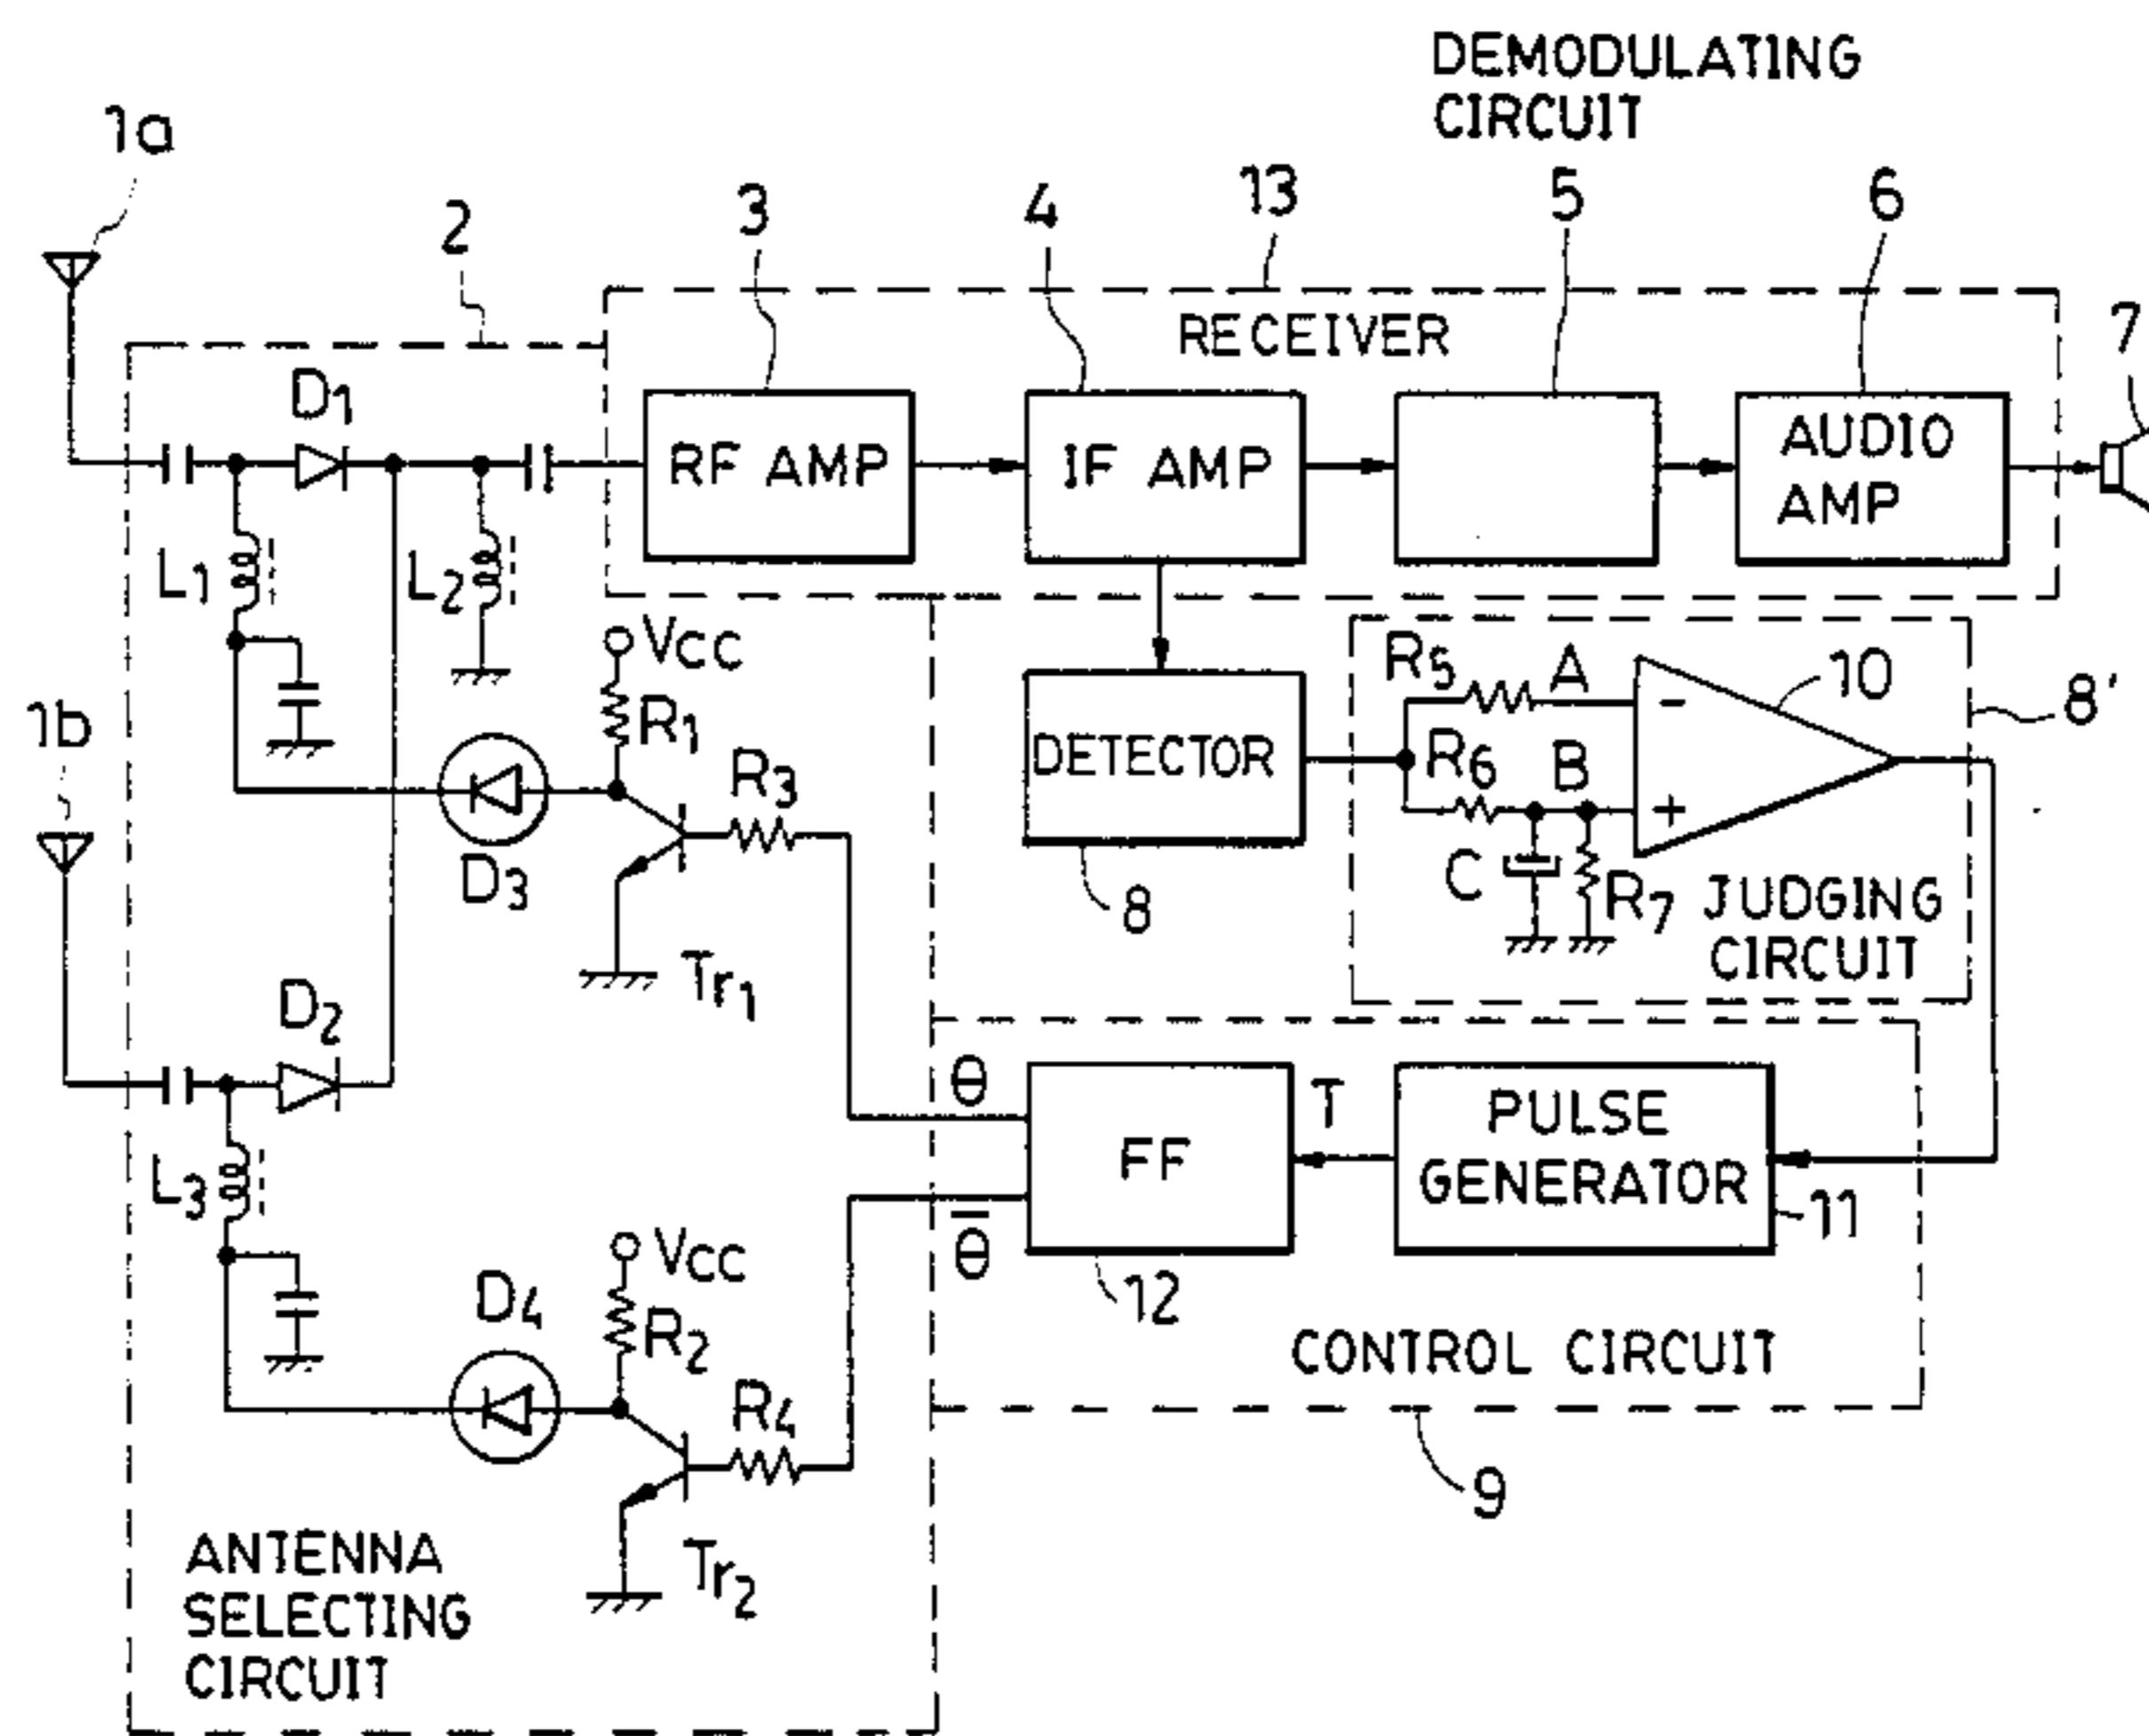 DEMODULATING
CIRCUIT
1a
2
3
4
13
5
6
7
RECEIVER
D1
RF AMP
IF AMP
AUDIO
AMP
L1
L2
VCC
R1
R3
D3
Tr1
1b
DETECTOR
8
R5
A
10
8'
R6
B
-
+
C
R7
JUDGING
CIRCUIT
D2
L3
θ
θ̅
FF
12
T
PULSE
GENERATOR
11
CONTROL CIRCUIT
9
VCC
R2
R4
D4
Tr2
ANTENNA
SELECTING
CIRCUIT